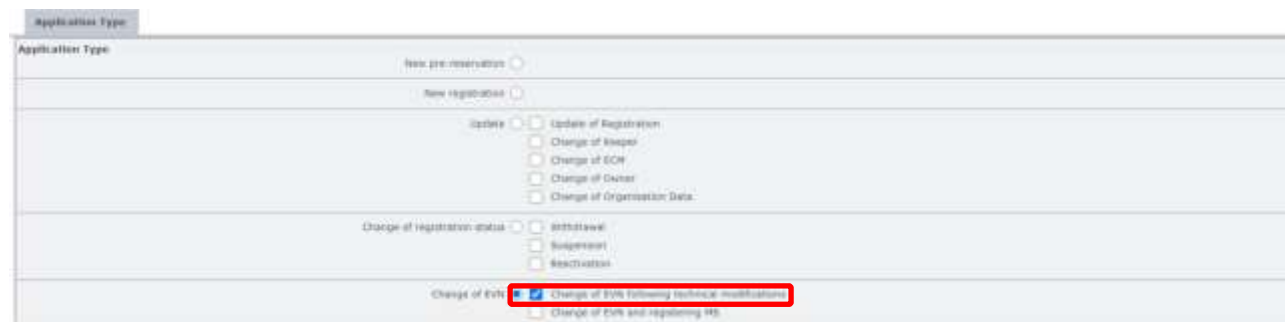 Application Type
Application Type
New pre-reservation
New registration
Update
Update of Registration
Change of Keeper
Change of ECM
Change of Owner
Change of Organisation Data
Change of registration status
Withdrawal
Suspension
Reactivation
Change of EVN
Change of EVN following technical modifications
Change of EVN and registering MS